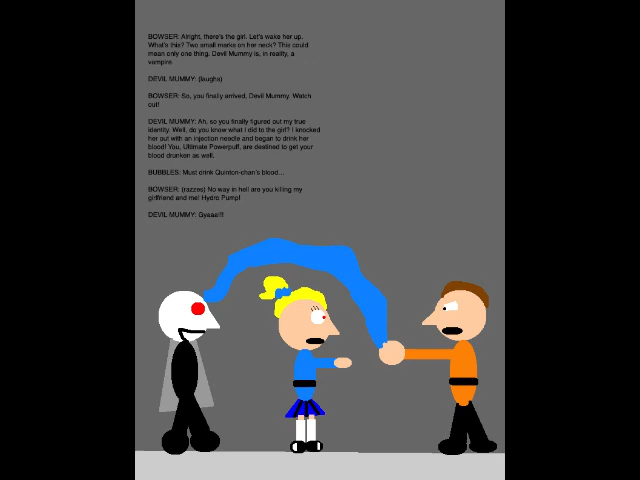 BOWSER: Alright, there's the girl. Let's wake her up.
What's this? Two small marks on her neck? This could
mean only one thing. Devil Mummy is, in reality, a
vampire.
DEVIL MUMMY: (laughs)
BOWSER: So, you finally arrived, Devil Mummy. Watch
out!
DEVIL MUMMY: Ah, so you finally figured out my true
identity. Well, do you know what I did to the girl? I knocked
her out with an injection needle and began to drink her
blood! You, Ultimate Powerpuff, are destined to get your
blood drunken as well.
BUBBLES: Must drink Quinton-chan's blood...
BOWSER: (razzes) No way in hell are you killing my
girlfriend and me! Hydro Pump!
DEVIL MUMMY: Gyaaa!!!